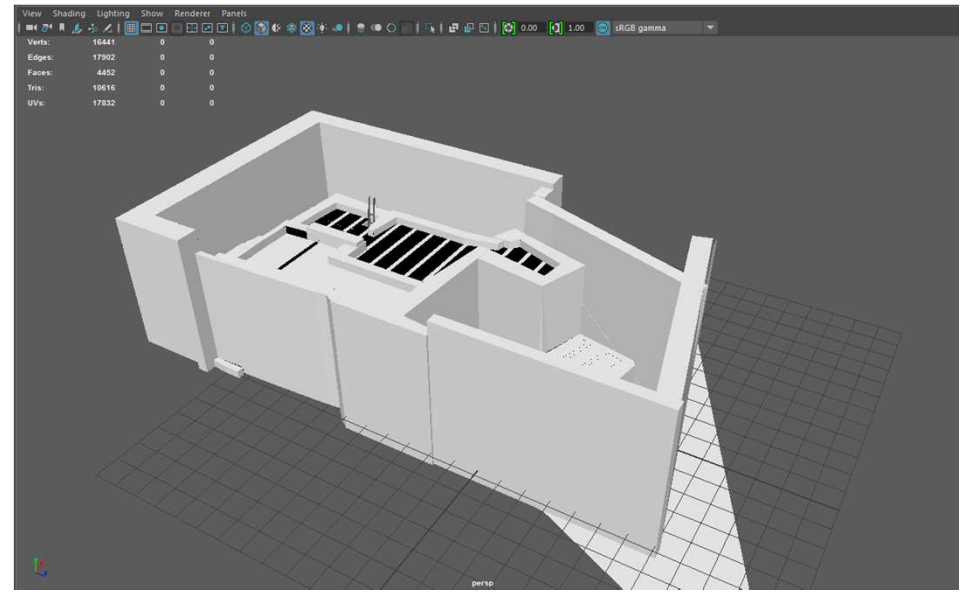 View Shading Lighting Show Renderer Panels
0.00 1.00 sRGB gamma
Verts: 16441 0 0
Edges: 17902 0 0
Faces: 4452 0 0
Tris: 10616 0 0
UVs: 17832 0 0
persp